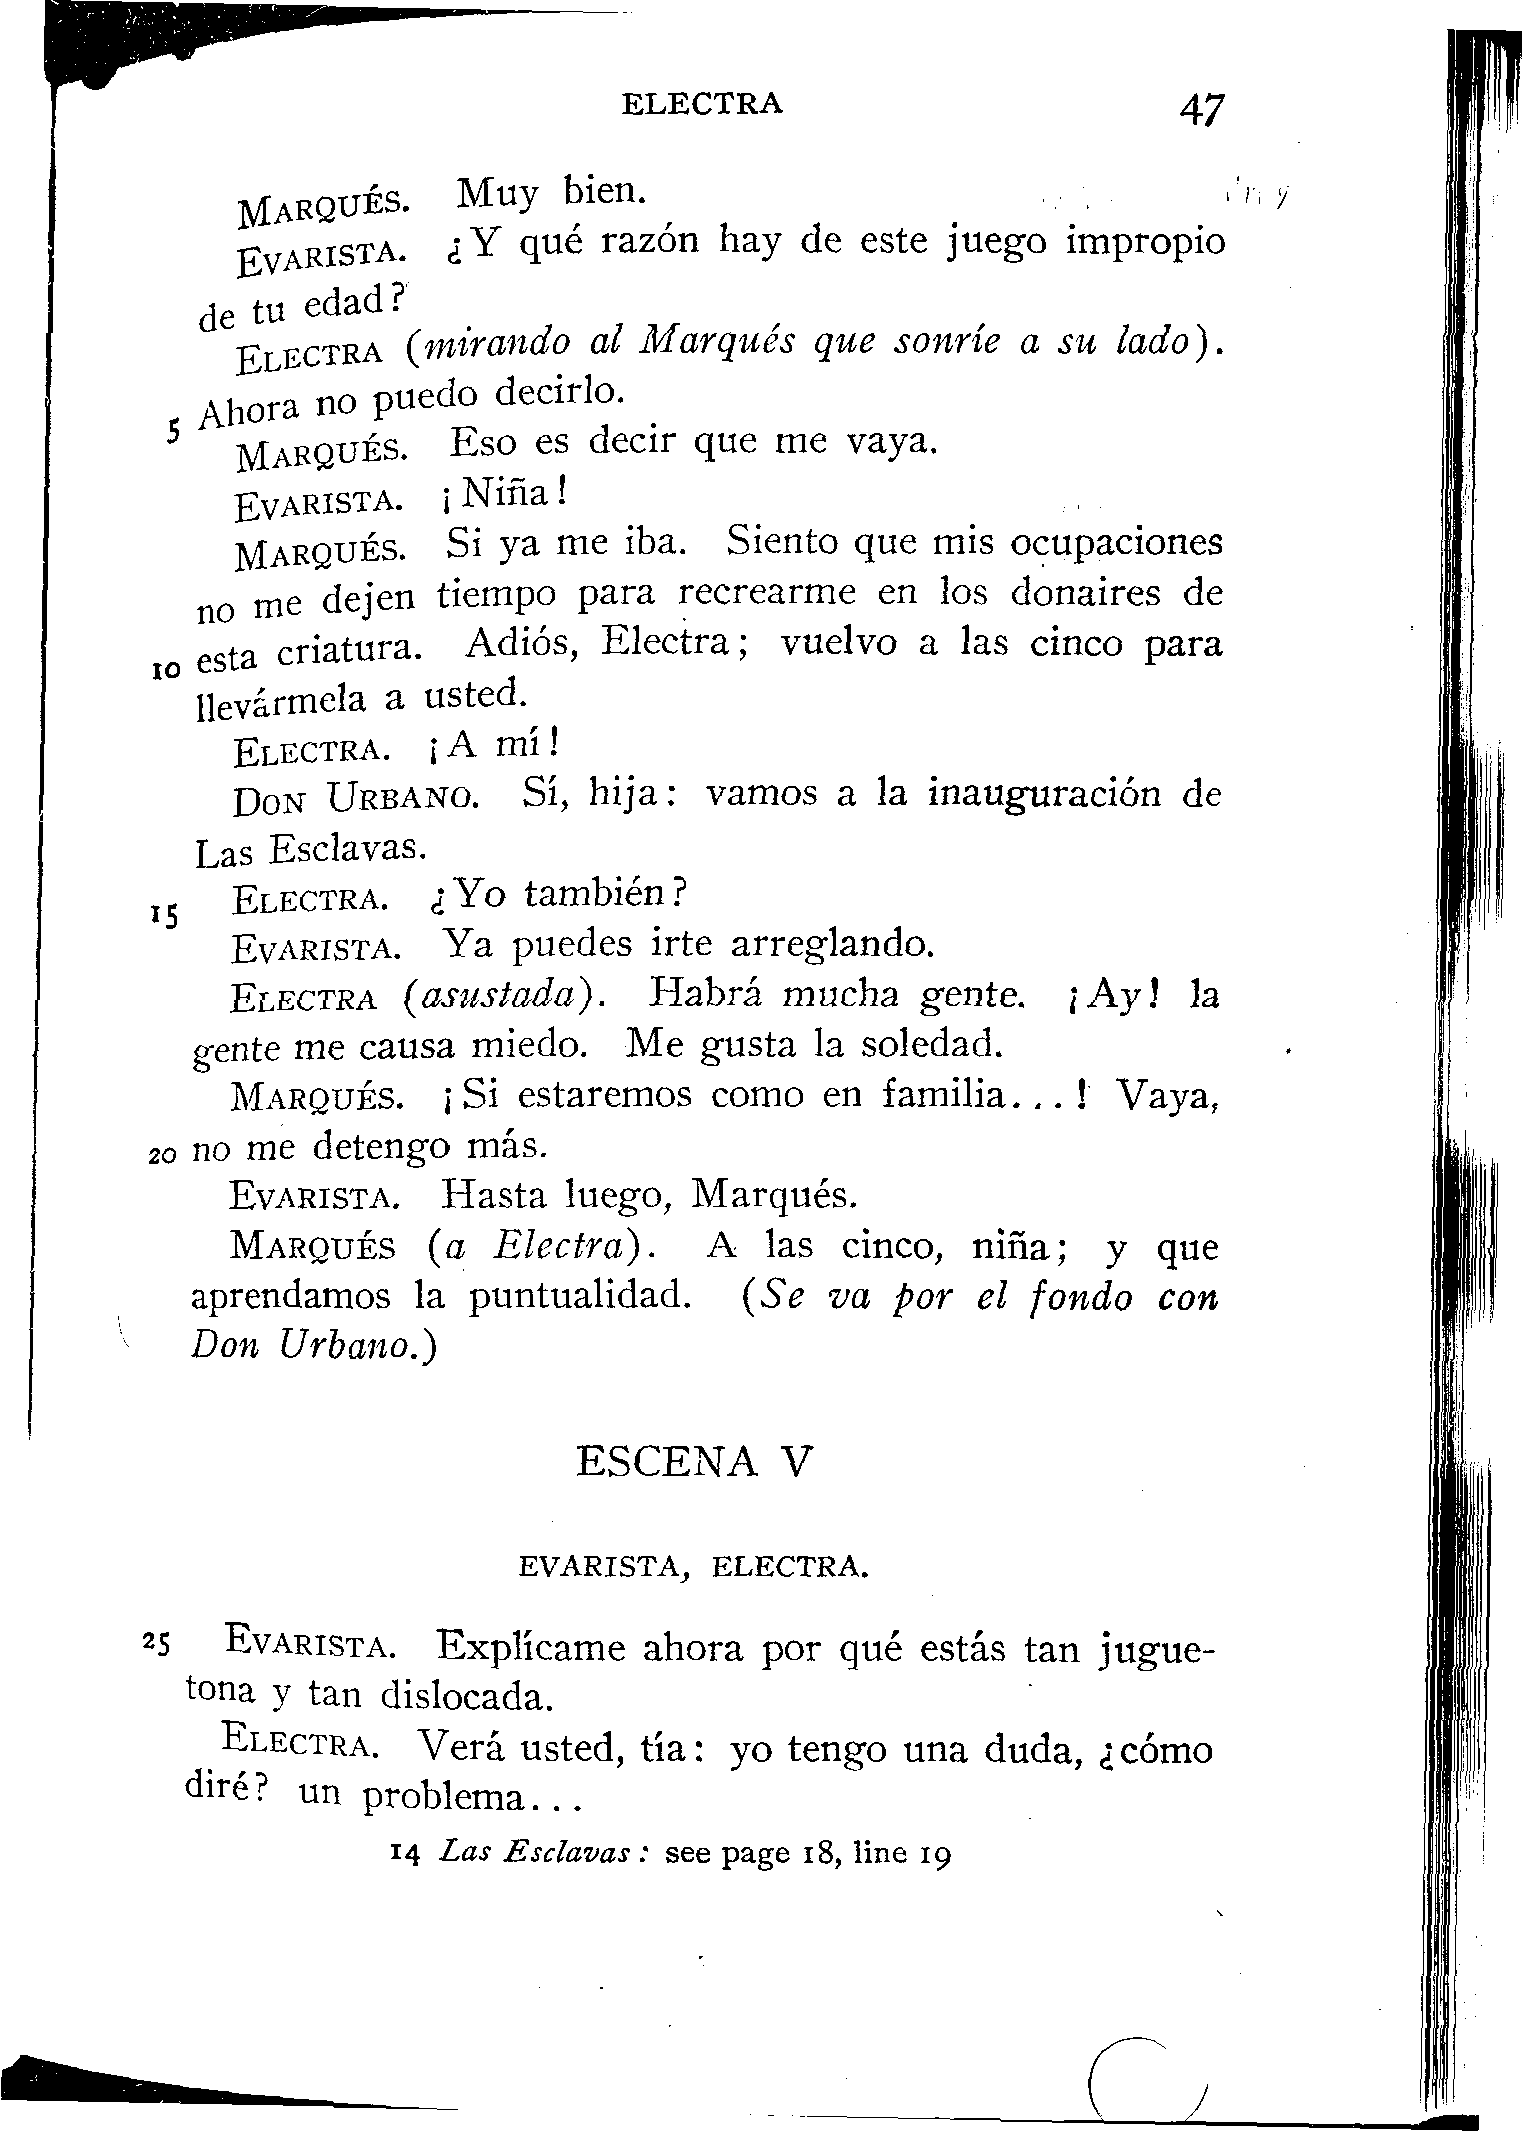 ELECTRA 47
MARQUÉS. Muy bien.
EVARISTA. ¿Y qué razón hay de este juego impropio
de tu edad?
ELECTRA (mirando al Marqués que sonríe a su lado).
5 Ahora no puedo decirlo.
MARQUÉS. Eso es decir que me vaya.
EVARISTA. ¡Niña!
MARQUÉS. Si ya me iba. Siento que mis ocupaciones
no me dejen tiempo para recrearme en los donaires de
10 esta criatura. Adiós, Electra; vuelvo a las cinco para
llevármela a usted.
ELECTRA. ¡A mí!
DON URBANO. Sí, hija: vamos a la inauguración de
Las Esclavas.
15 ELECTRA. ¿Yo también?
EVARISTA. Ya puedes irte arreglando.
ELECTRA (asustada). Habrá mucha gente. ¡Ay! la
gente me causa miedo. Me gusta la soledad.
MARQUÉS. ¡Si estaremos como en familia...! Vaya,
20 no me detengo más.
EVARISTA. Hasta luego, Marqués.
MARQUÉS (a Electra). A las cinco, niña; y que
aprendamos la puntualidad. (Se va por el fondo con
Don Urbano.)
ESCENA V
EVARISTA, ELECTRA.
25 EVARISTA. Explícame ahora por qué estás tan jugue-
tona y tan dislocada.
ELECTRA. Verá usted, tía: yo tengo una duda, ¿cómo
diré? un problema...
14 Las Esclavas: see page 18, line 19